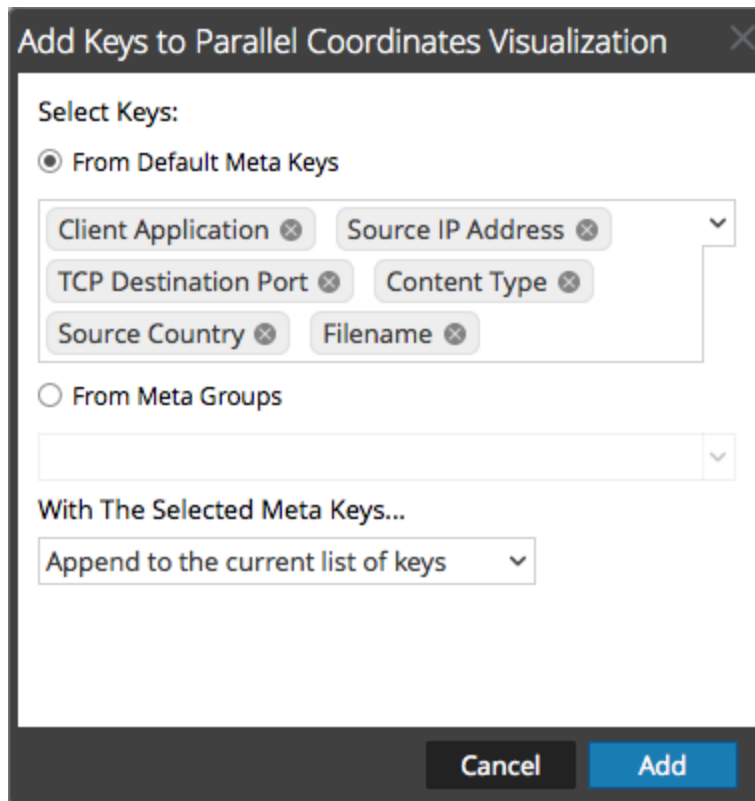 Add Keys to Parallel Coordinates Visualization
Select Keys:
From Default Meta Keys
Client Application Source IP Address
TCP Destination Port Content Type
Source Country Filename
From Meta Groups
With The Selected Meta Keys...
Append to the current list of keys
Cancel Add